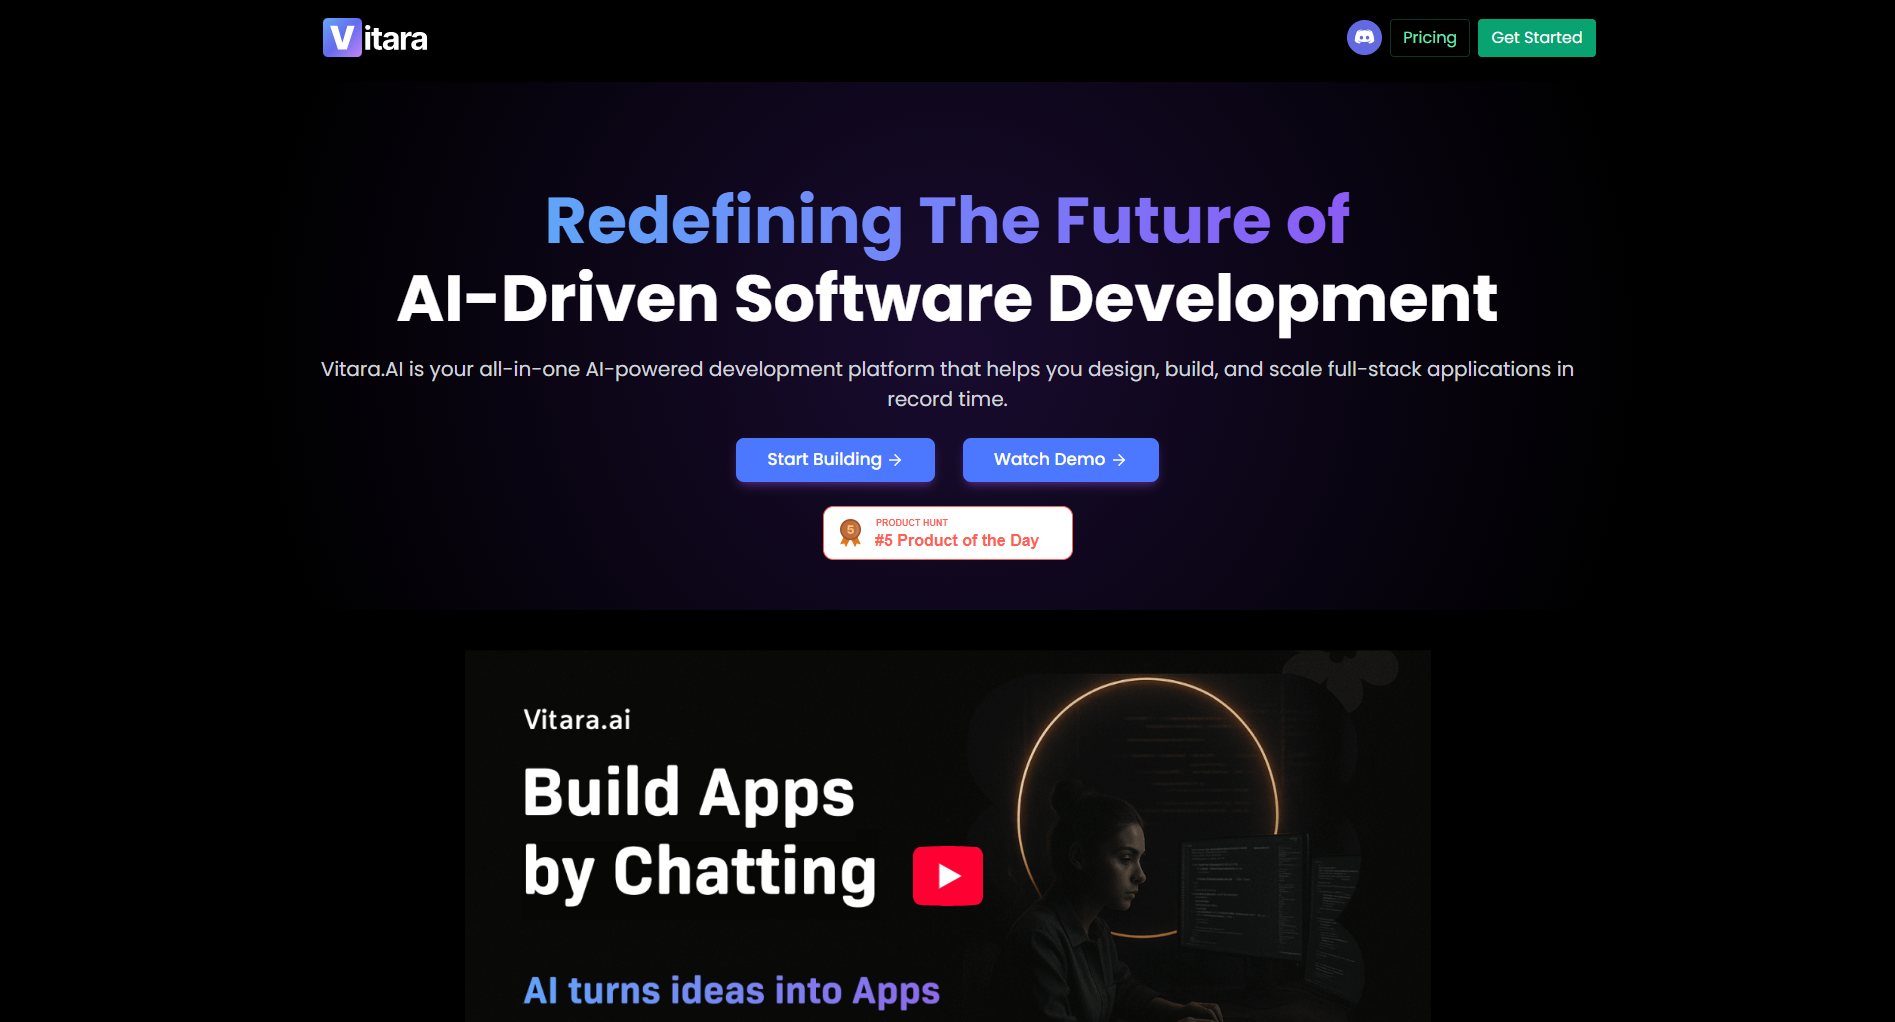 Vitara
Pricing
Get Started
Redefining The Future of
AI-Driven Software Development
Vitara.AI is your all-in-one AI-powered development platform that helps you design, build, and scale full-stack applications in
record time.
Start Building →
Watch Demo →
5
PRODUCT HUNT
#5 Product of the Day
Vitara.ai
Build Apps
by Chatting
AI turns ideas into Apps